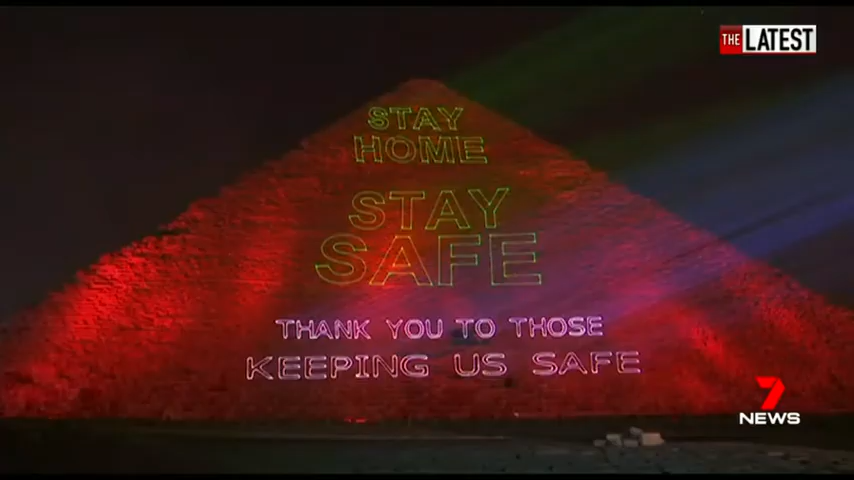 THE LATEST
STAY
HOME
STAY
SAFE
THANK YOU TO THOSE
KEEPING US SAFE
7
NEWS